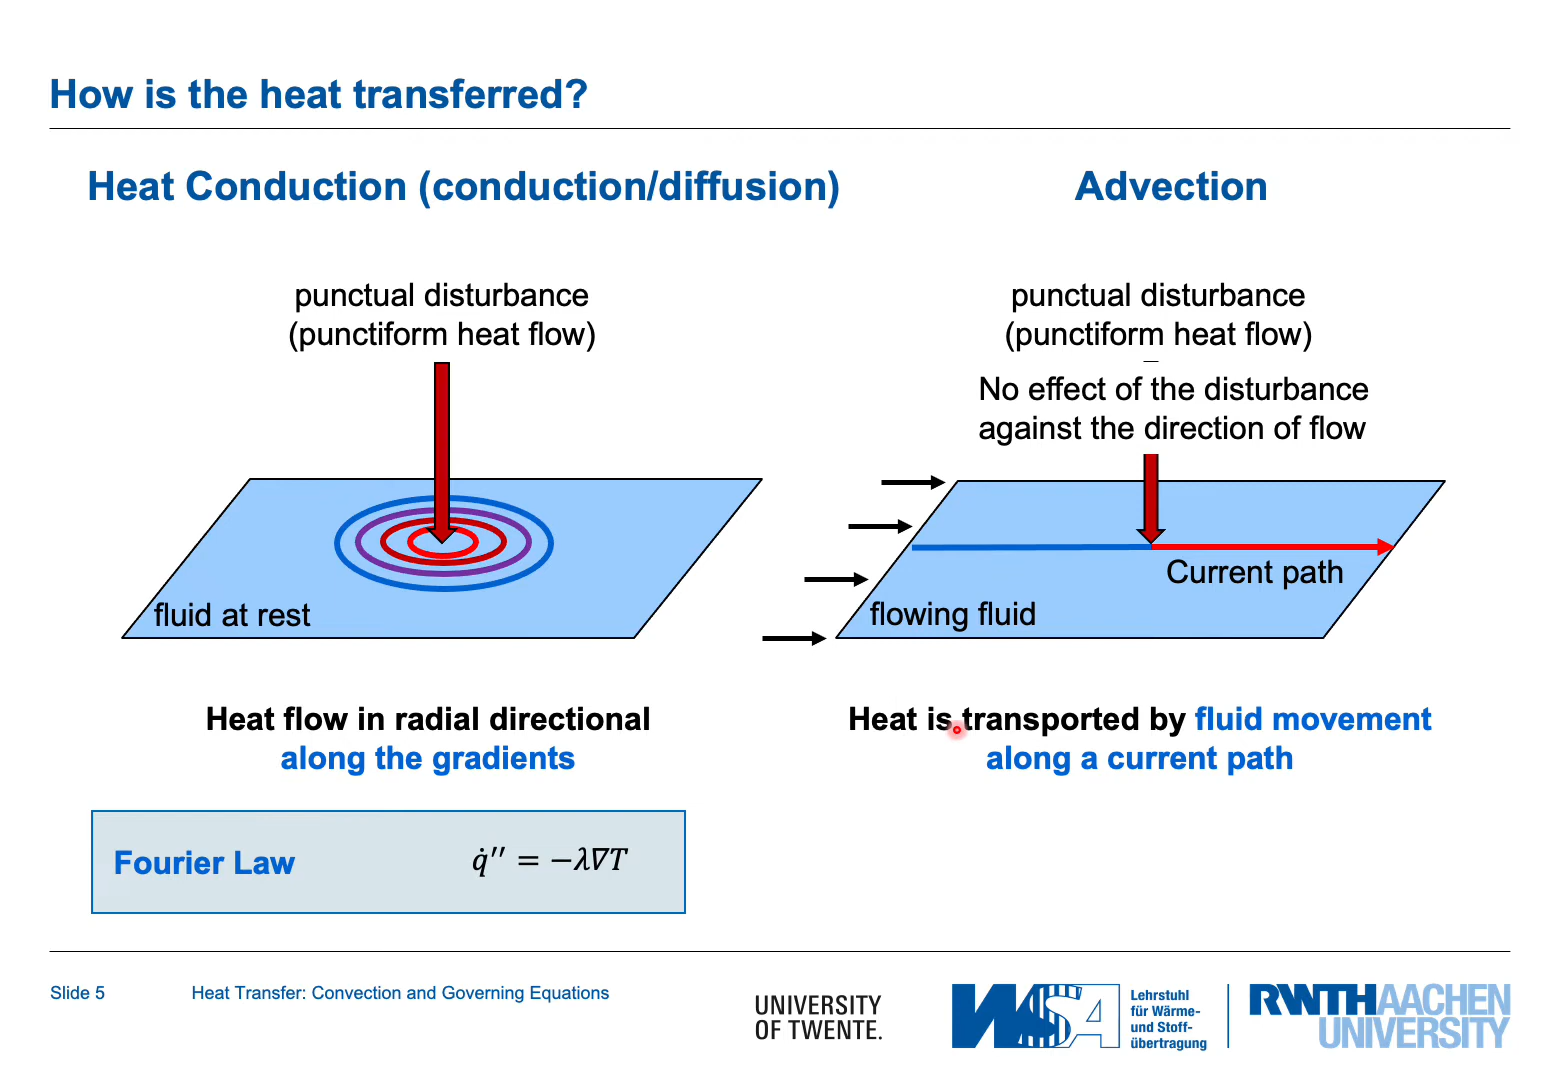 How is the heat transferred?
Heat Conduction (conduction/diffusion)
punctual disturbance
(punctiform heat flow)
fluid at rest
Heat flow in radial directional
along the gradients
Fourier Law
q̇′′ = −λ∇T
Advection
punctual disturbance
(punctiform heat flow)
No effect of the disturbance
against the direction of flow
Current path
flowing fluid
Heat is transported by fluid movement
along a current path
Slide 5
Heat Transfer: Convection and Governing Equations
UNIVERSITY
OF TWENTE.
WSA
Lehrstuhl
für Wärme-
und Stoff-
übertragung
RWTH AACHEN
UNIVERSITY